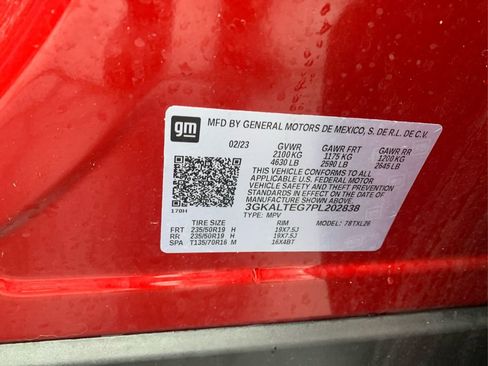 gm
MFD BY GENERAL MOTORS DE MEXICO, S. DE R.L. DE C.V.
02/23 GVWR GAWR FRT GAWR RR
2100 KG 1175 KG 1200 KG
4630 LB 2590 LB 2645 LB
THIS VEHICLE CONFORMS TO ALL
APPLICABLE U.S. FEDERAL MOTOR
VEHICLE SAFETY AND THEFT PREVENTION
STANDARDS IN EFFECT ON THE DATE OF
MANUFACTURE SHOWN ABOVE.
3GKALTEG7PL202838
TYPE: MPV MODEL: 78TXL26
170H
TIRE SIZE RIM
FRT 235/50R19 H 19X7.5J
RR 235/50R19 H 19X7.5J
SPA T135/70R16 M 16X4BT